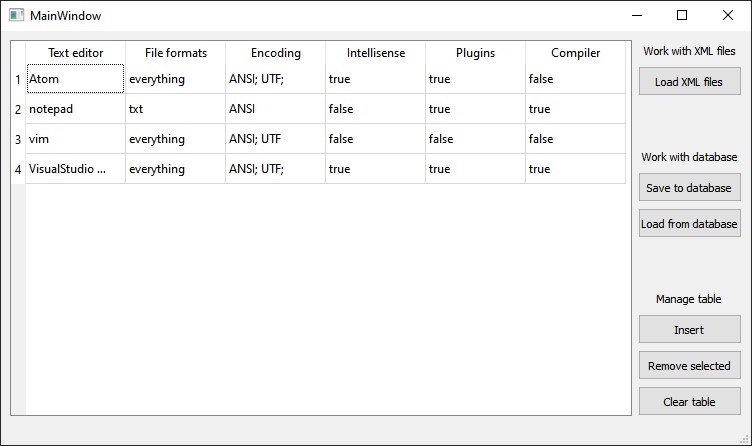 MainWindow
Text editor File formats Encoding Intellisense Plugins Compiler
1 Atom everything ANSI; UTF; true true false
2 notepad txt ANSI false true true
3 vim everything ANSI; UTF false false false
4 VisualStudio ... everything ANSI; UTF; true true true
Work with XML files
Load XML files
Work with database
Save to database
Load from database
Manage table
Insert
Remove selected
Clear table